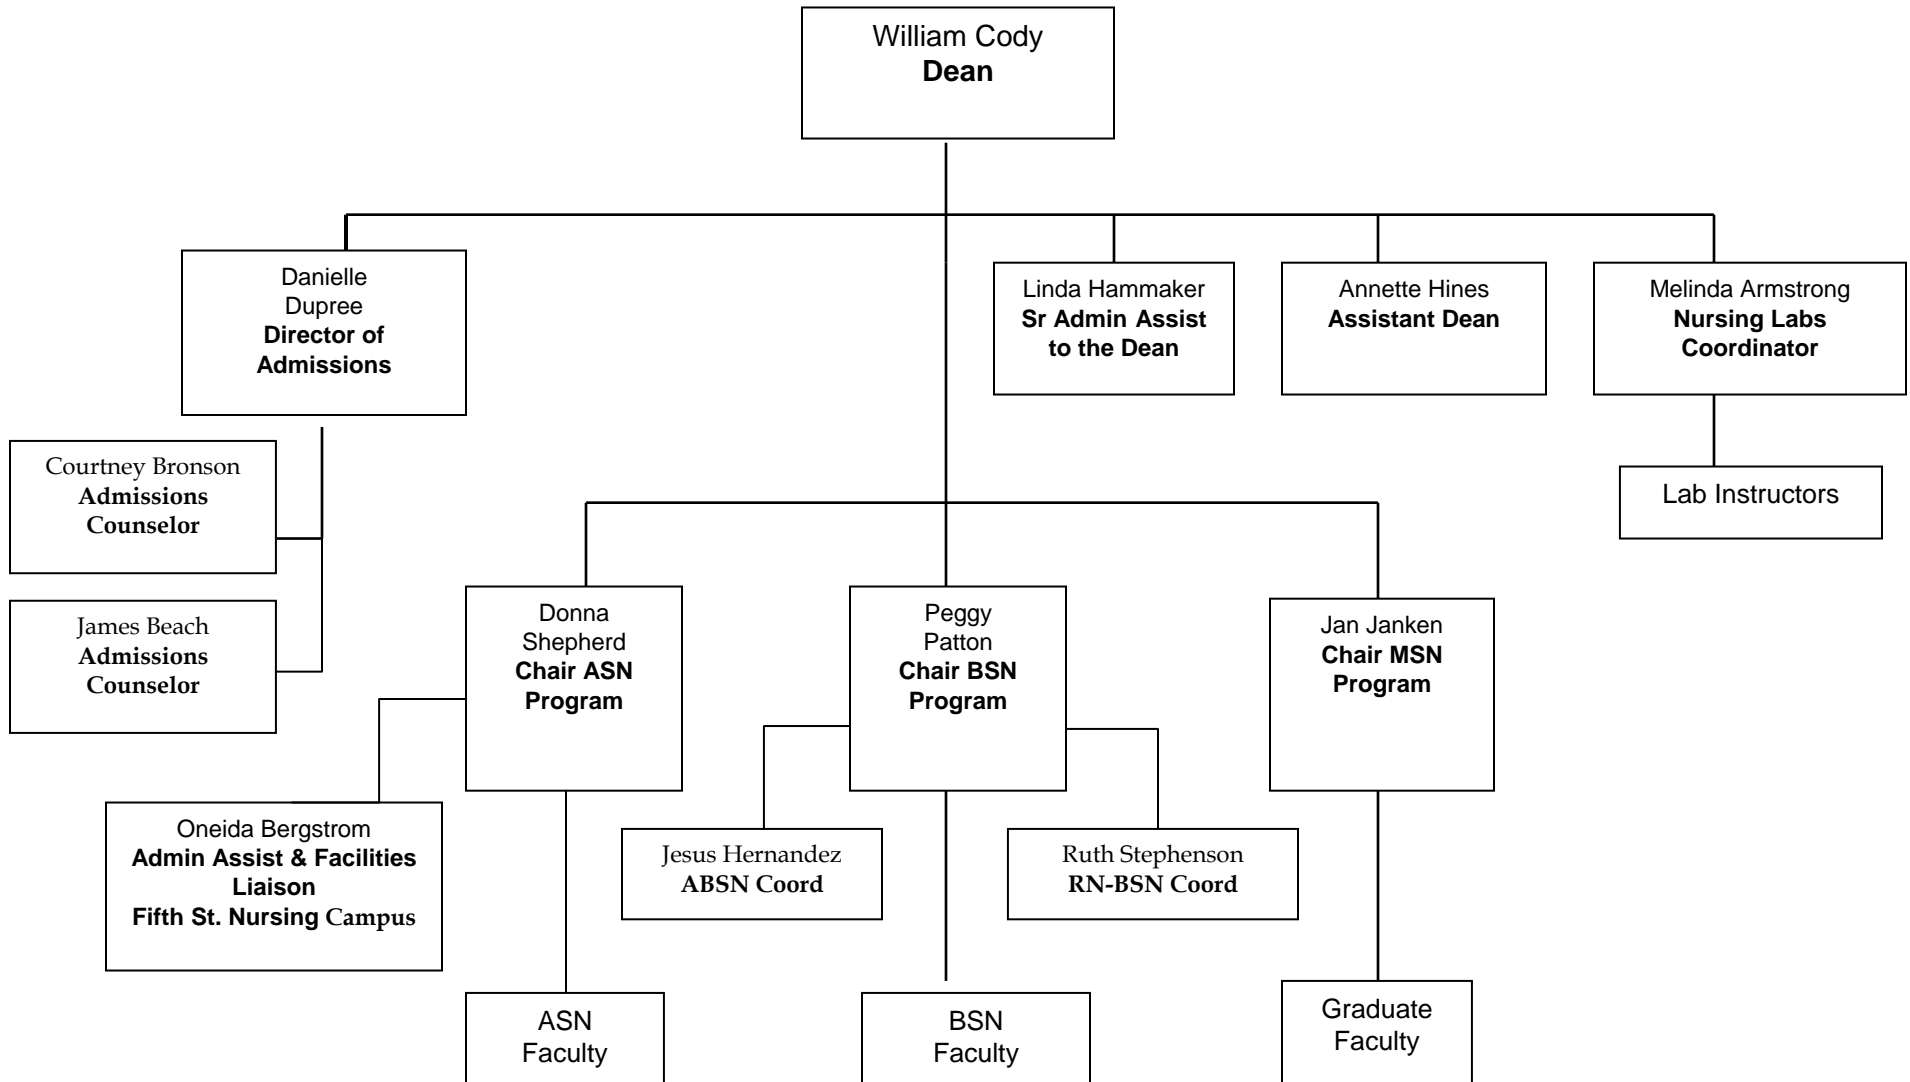 William Cody
Dean
Danielle
Dupree
Director of
Admissions
Linda Hammaker
Sr Admin Assist
to the Dean
Annette Hines
Assistant Dean
Melinda Armstrong
Nursing Labs
Coordinator
Courtney Bronson
Admissions
Counselor
Lab Instructors
James Beach
Admissions
Counselor
Donna
Shepherd
Chair ASN
Program
Peggy
Patton
Chair BSN
Program
Jan Janken
Chair MSN
Program
Oneida Bergstrom
Admin Assist & Facilities
Liaison
Fifth St. Nursing Campus
Jesus Hernandez
ABSN Coord
Ruth Stephenson
RN-BSN Coord
ASN
Faculty
BSN
Faculty
Graduate
Faculty